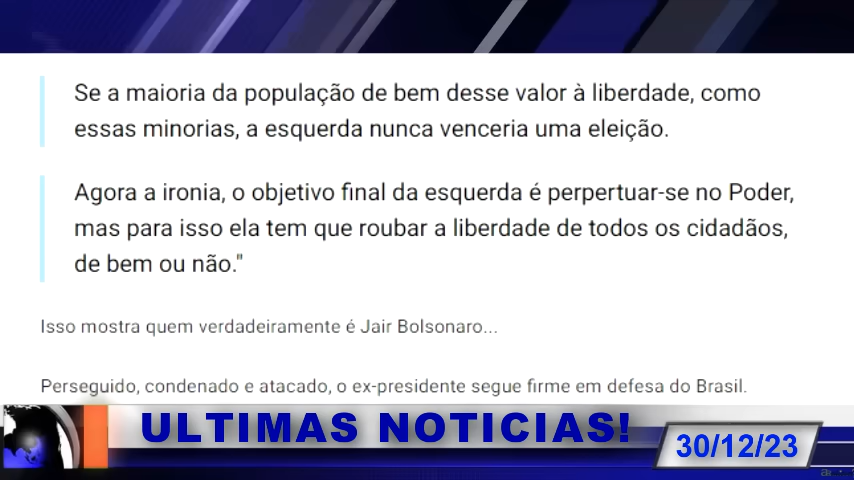 Se a maioria da população de bem desse valor à liberdade, como
essas minorias, a esquerda nunca venceria uma eleição.
Agora a ironia, o objetivo final da esquerda é perpertuar-se no Poder,
mas para isso ela tem que roubar a liberdade de todos os cidadãos,
de bem ou não."
Isso mostra quem verdadeiramente é Jair Bolsonaro...
Perseguido, condenado e atacado, o ex-presidente segue firme em defesa do Brasil.
ULTIMAS NOTICIAS!
30/12/23